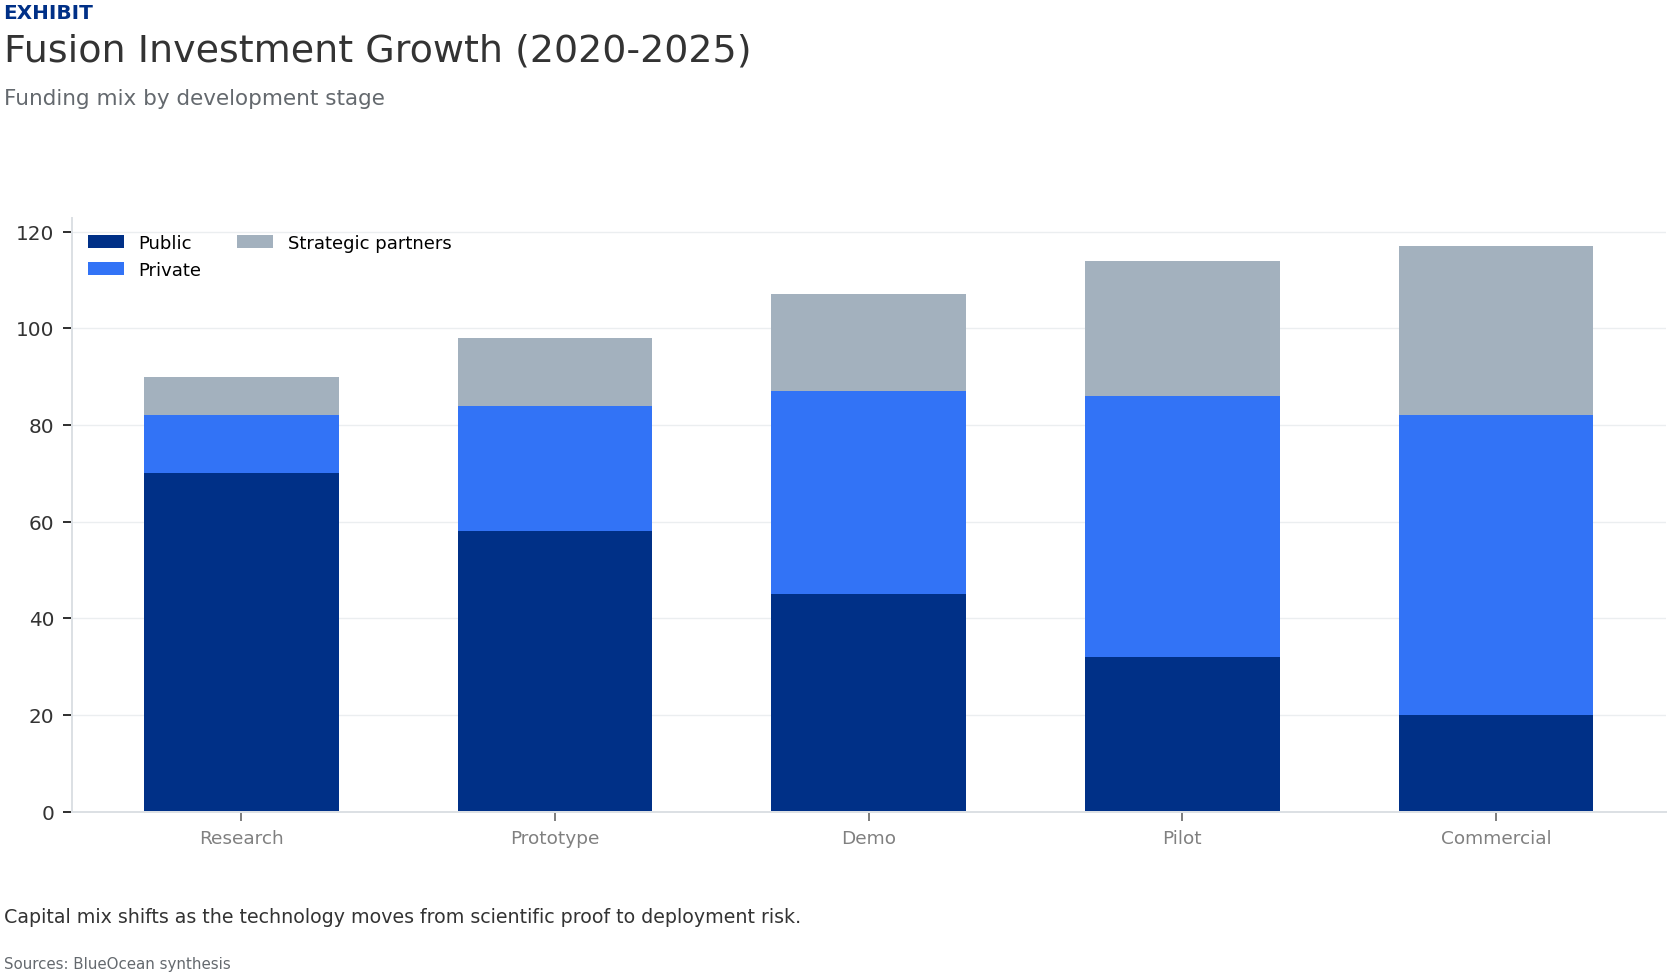 EXHIBIT
Fusion Investment Growth (2020-2025)
Funding mix by development stage
Public
Private
Strategic partners
120
100
80
60
40
20
0
Research
Prototype
Demo
Pilot
Commercial
Capital mix shifts as the technology moves from scientific proof to deployment risk.
Sources: BlueOcean synthesis